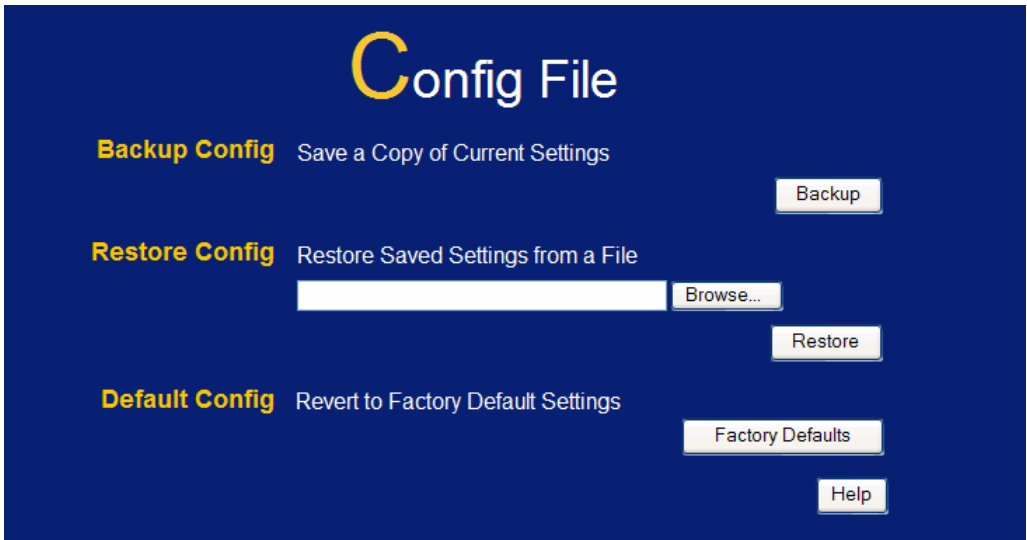 Config File
Backup Config Save a Copy of Current Settings
Backup
Restore Config Restore Saved Settings from a File
Browse...
Restore
Default Config Revert to Factory Default Settings
Factory Defaults
Help